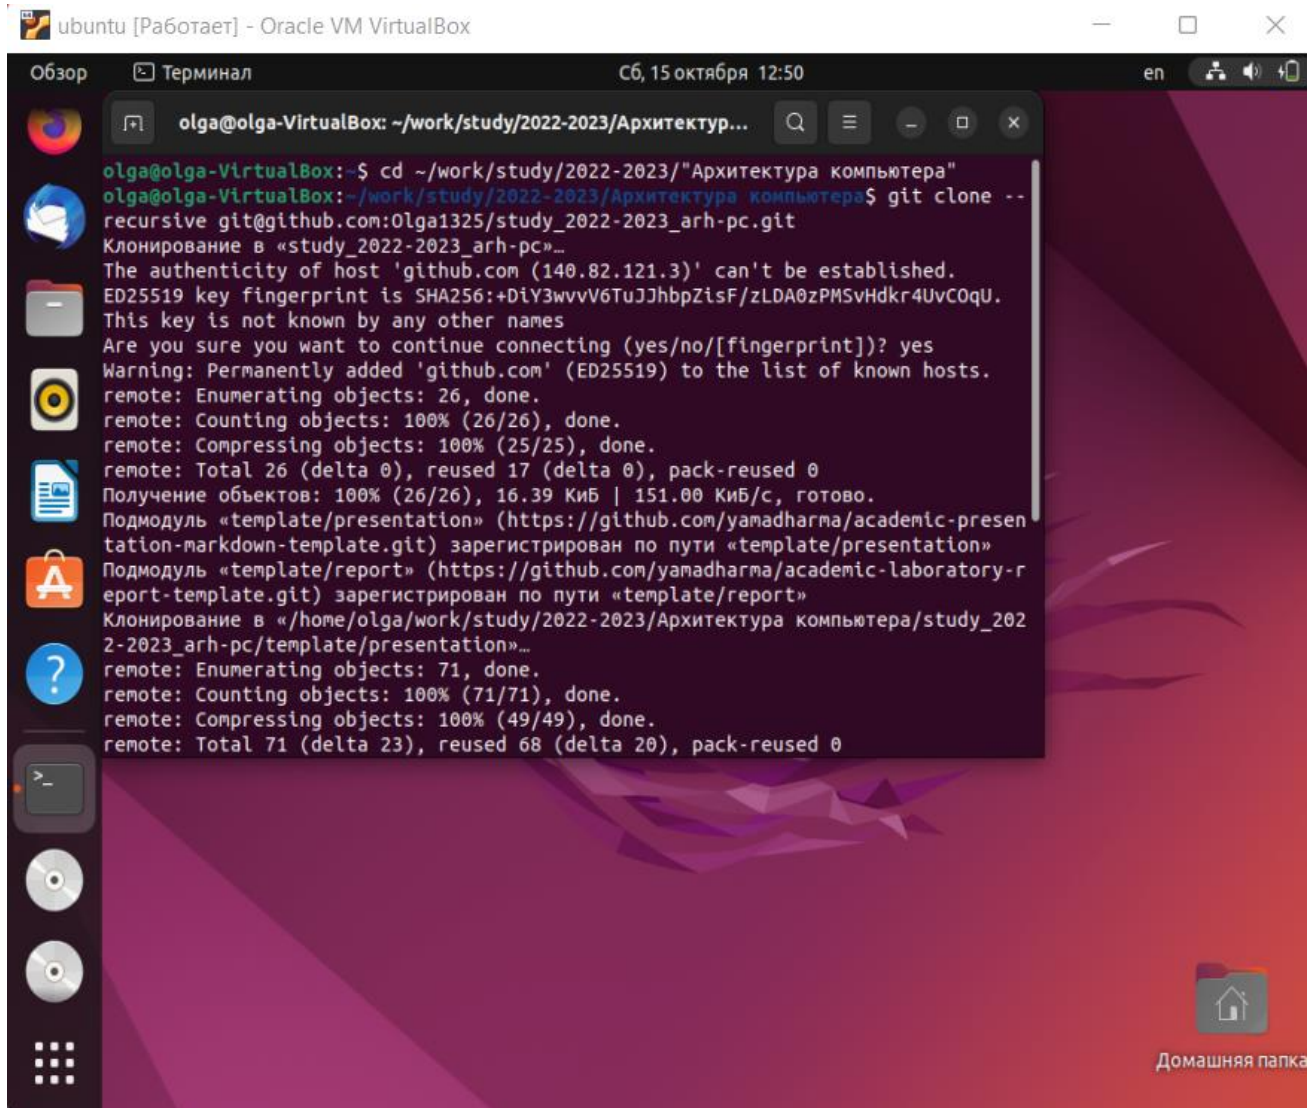 ubuntu [Работает] - Oracle VM VirtualBox
Обзор Терминал Сб, 15 октября 12:50 en
olga@olga-VirtualBox: ~/work/study/2022-2023/Архитектур...
olga@olga-VirtualBox:~$ cd ~/work/study/2022-2023/"Архитектура компьютера"
olga@olga-VirtualBox:~/work/study/2022-2023/Архитектура компьютера$ git clone --
recursive git@github.com:Olga1325/study_2022-2023_arh-pc.git
Клонирование в «study_2022-2023_arh-pc»…
The authenticity of host 'github.com (140.82.121.3)' can't be established.
ED25519 key fingerprint is SHA256:+DiY3wvvV6TuJJhbpZisF/zLDA0zPMSvHdkr4UvCOqU.
This key is not known by any other names
Are you sure you want to continue connecting (yes/no/[fingerprint])? yes
Warning: Permanently added 'github.com' (ED25519) to the list of known hosts.
remote: Enumerating objects: 26, done.
remote: Counting objects: 100% (26/26), done.
remote: Compressing objects: 100% (25/25), done.
remote: Total 26 (delta 0), reused 17 (delta 0), pack-reused 0
Получение объектов: 100% (26/26), 16.39 КиБ | 151.00 КиБ/с, готово.
Подмодуль «template/presentation» (https://github.com/yamadharma/academic-presen
tation-markdown-template.git) зарегистрирован по пути «template/presentation»
Подмодуль «template/report» (https://github.com/yamadharma/academic-laboratory-r
eport-template.git) зарегистрирован по пути «template/report»
Клонирование в «/home/olga/work/study/2022-2023/Архитектура компьютера/study_202
2-2023_arh-pc/template/presentation»…
remote: Enumerating objects: 71, done.
remote: Counting objects: 100% (71/71), done.
remote: Compressing objects: 100% (49/49), done.
remote: Total 71 (delta 23), reused 68 (delta 20), pack-reused 0
Домашняя папка